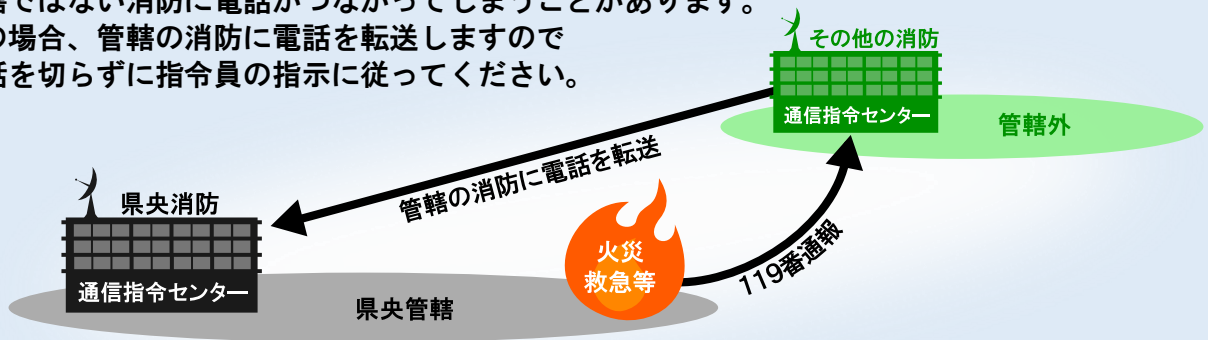 ではない消防に電話がつながってしまうことがあります。
場合、管轄の消防に電話を転送しますので
を切らずに指令員の指示に従ってください。
その他の消防
通信指令センター
管轄外
管轄の消防に電話を転送
県央消防
通信指令センター
火災
救急等
119番通報
県央管轄